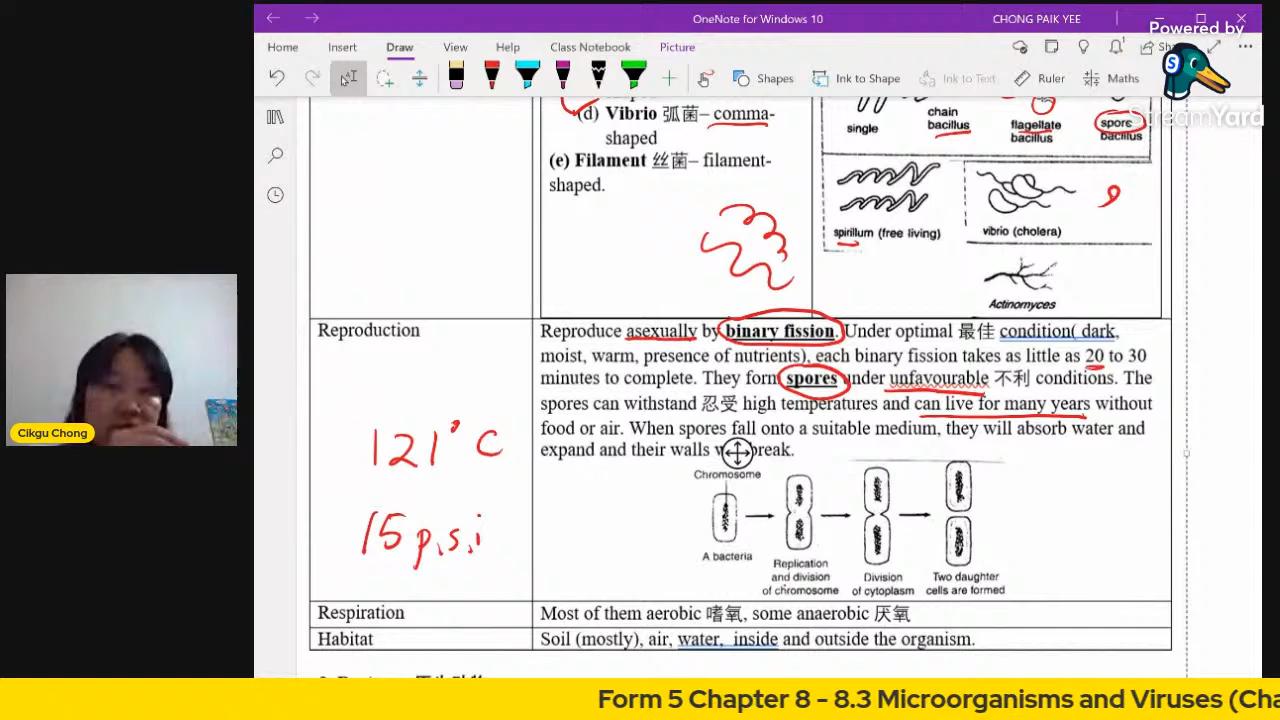 OneNote for Windows 10
CHONG PAIK YEE
Powered by
StreamYard
Home Insert Draw View Help Class Notebook Picture
Shapes Ink to Shape Ink to Text Ruler Maths
(d) Vibrio 弧菌– comma-
shaped
(e) Filament 丝菌– filament-
shaped.
single
chain
bacillus
flagellate
bacillus
spore
bacillus
spirillum (free living)
vibrio (cholera)
Actinomyces
Reproduction
Reproduce asexually by binary fission. Under optimal 最佳 condition( dark,
moist, warm, presence of nutrients), each binary fission takes as little as 20 to 30
minutes to complete. They form spores under unfavourable 不利 conditions. The
spores can withstand 忍受 high temperatures and can live for many years without
food or air. When spores fall onto a suitable medium, they will absorb water and
expand and their walls break.
121°C
15 p.s.i
Chromosome
A bacteria
Replication
and division
of chromosome
Division
of cytoplasm
Two daughter
cells are formed
Respiration
Most of them aerobic 嗜氧, some anaerobic 厌氧
Habitat
Soil (mostly), air, water, inside and outside the organism.
Cikgu Chong
Form 5 Chapter 8 - 8.3 Microorganisms and Viruses (Cha